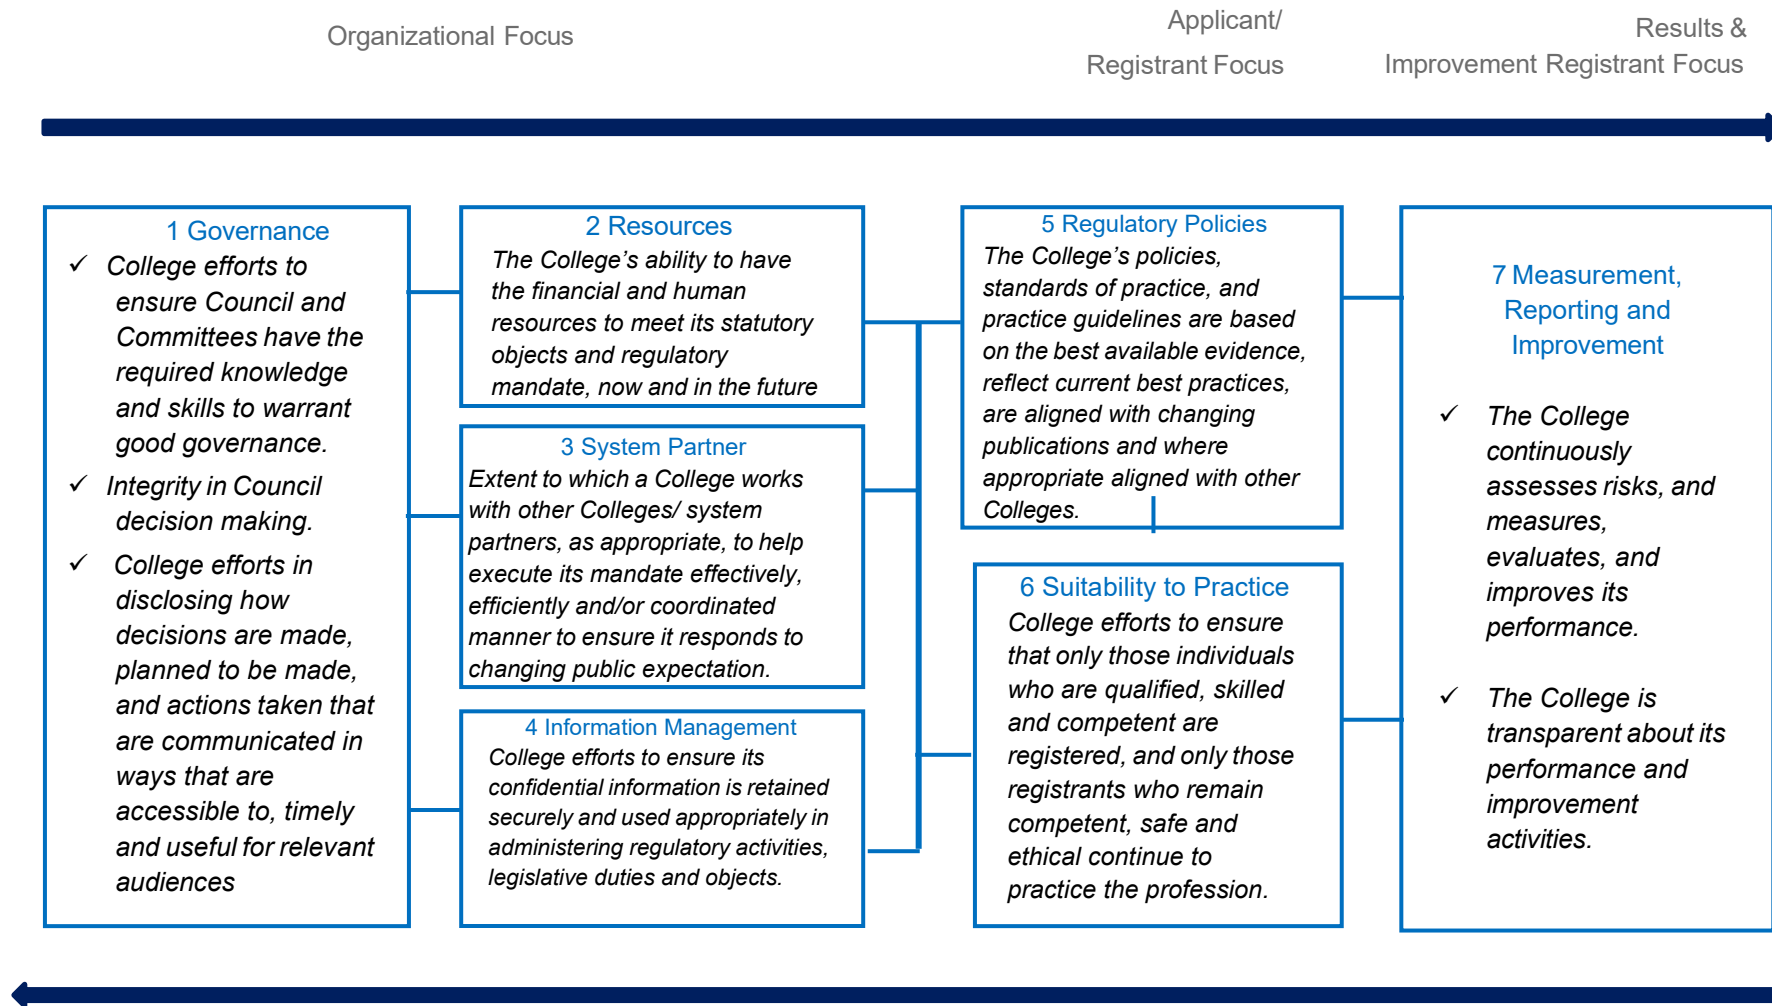 Organizational Focus
Applicant/
Registrant Focus
Results &
Improvement Registrant Focus
1 Governance
✓ College efforts to
ensure Council and
Committees have the
required knowledge
and skills to warrant
good governance.
✓ Integrity in Council
decision making.
✓ College efforts in
disclosing how
decisions are made,
planned to be made,
and actions taken that
are communicated in
ways that are
accessible to, timely
and useful for relevant
audiences
2 Resources
The College’s ability to have
the financial and human
resources to meet its statutory
objects and regulatory
mandate, now and in the future
3 System Partner
Extent to which a College works
with other Colleges/ system
partners, as appropriate, to help
execute its mandate effectively,
efficiently and/or coordinated
manner to ensure it responds to
changing public expectation.
4 Information Management
College efforts to ensure its
confidential information is retained
securely and used appropriately in
administering regulatory activities,
legislative duties and objects.
5 Regulatory Policies
The College’s policies,
standards of practice, and
practice guidelines are based
on the best available evidence,
reflect current best practices,
are aligned with changing
publications and where
appropriate aligned with other
Colleges.
6 Suitability to Practice
College efforts to ensure
that only those individuals
who are qualified, skilled
and competent are
registered, and only those
registrants who remain
competent, safe and
ethical continue to
practice the profession.
7 Measurement,
Reporting and
Improvement
✓ The College
continuously
assesses risks, and
measures,
evaluates, and
improves its
performance.
✓ The College is
transparent about its
performance and
improvement
activities.